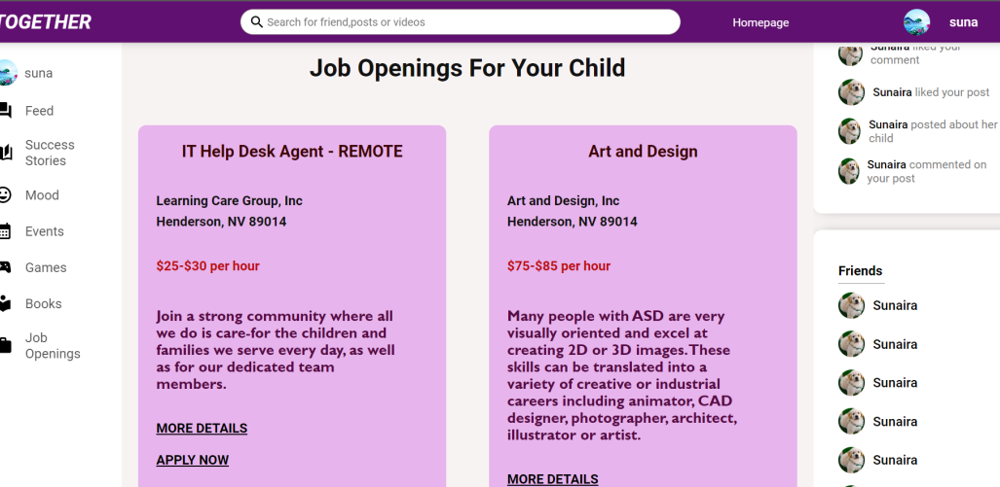 TOGETHER
Search for friend,posts or videos
Homepage
suna
suna
Feed
Success
Stories
Mood
Events
Games
Books
Job
Openings
Job Openings For Your Child
IT Help Desk Agent - REMOTE
Learning Care Group, Inc
Henderson, NV 89014
$25-$30 per hour
Join a strong community where all
we do is care-for the children and
families we serve every day, as well
as for our dedicated team
members.
MORE DETAILS
APPLY NOW
Art and Design
Art and Design, Inc
Henderson, NV 89014
$75-$85 per hour
Many people with ASD are very
visually oriented and excel at
creating 2D or 3D images.These
skills can be translated into a
variety of creative or industrial
careers including animator, CAD
designer, photographer, architect,
illustrator or artist.
MORE DETAILS
Sunaira liked your
comment
Sunaira liked your post
Sunaira posted about her
child
Sunaira commented on
your post
Friends
Sunaira
Sunaira
Sunaira
Sunaira
Sunaira